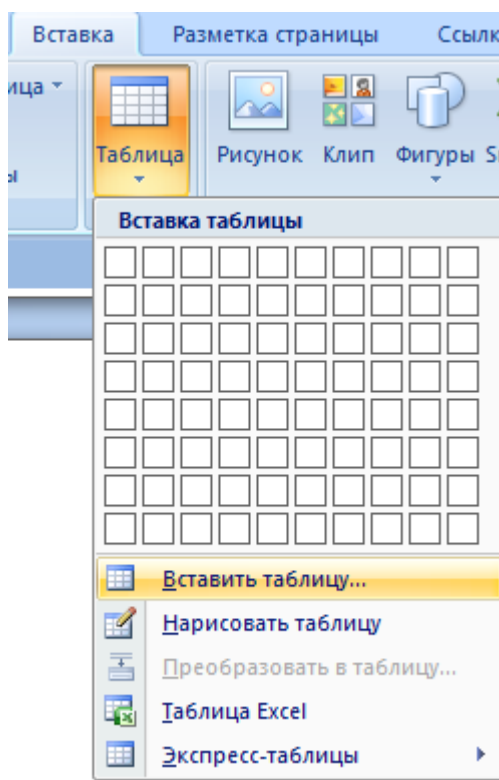 Вставка Разметка страницы Ссылк
ица
Таблица Рисунок Клип Фигуры S
ы
Вставка таблицы
Вставить таблицу...
Нарисовать таблицу
Преобразовать в таблицу...
Таблица Excel
Экспресс-таблицы